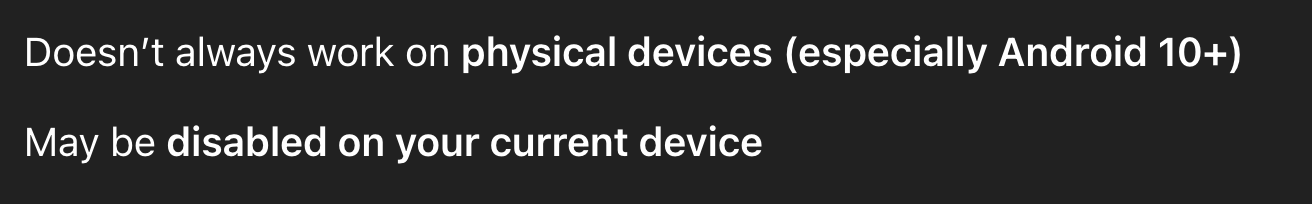 Doesn’t always work on physical devices (especially Android 10+)
May be disabled on your current device